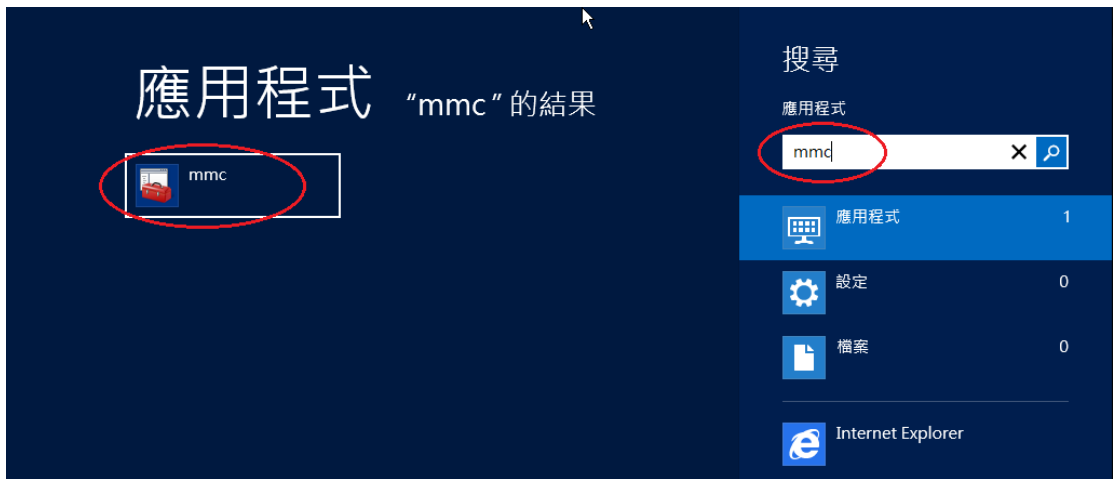 應用程式 “mmc”的結果
mmc
搜尋
應用程式
mmc
應用程式 1
設定 0
檔案 0
Internet Explorer